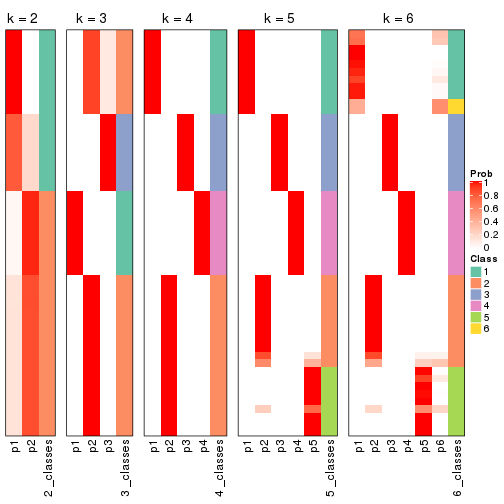 k = 2
k = 3
k = 4
k = 5
k = 6
Prob
1
0.8
0.6
0.4
0.2
0
Class
1
2
3
4
5
6
p1
p2
2_classes
p1
p2
p3
3_classes
p1
p2
p3
p4
4_classes
p1
p2
p3
p4
p5
5_classes
p1
p2
p3
p4
p5
p6
6_classes